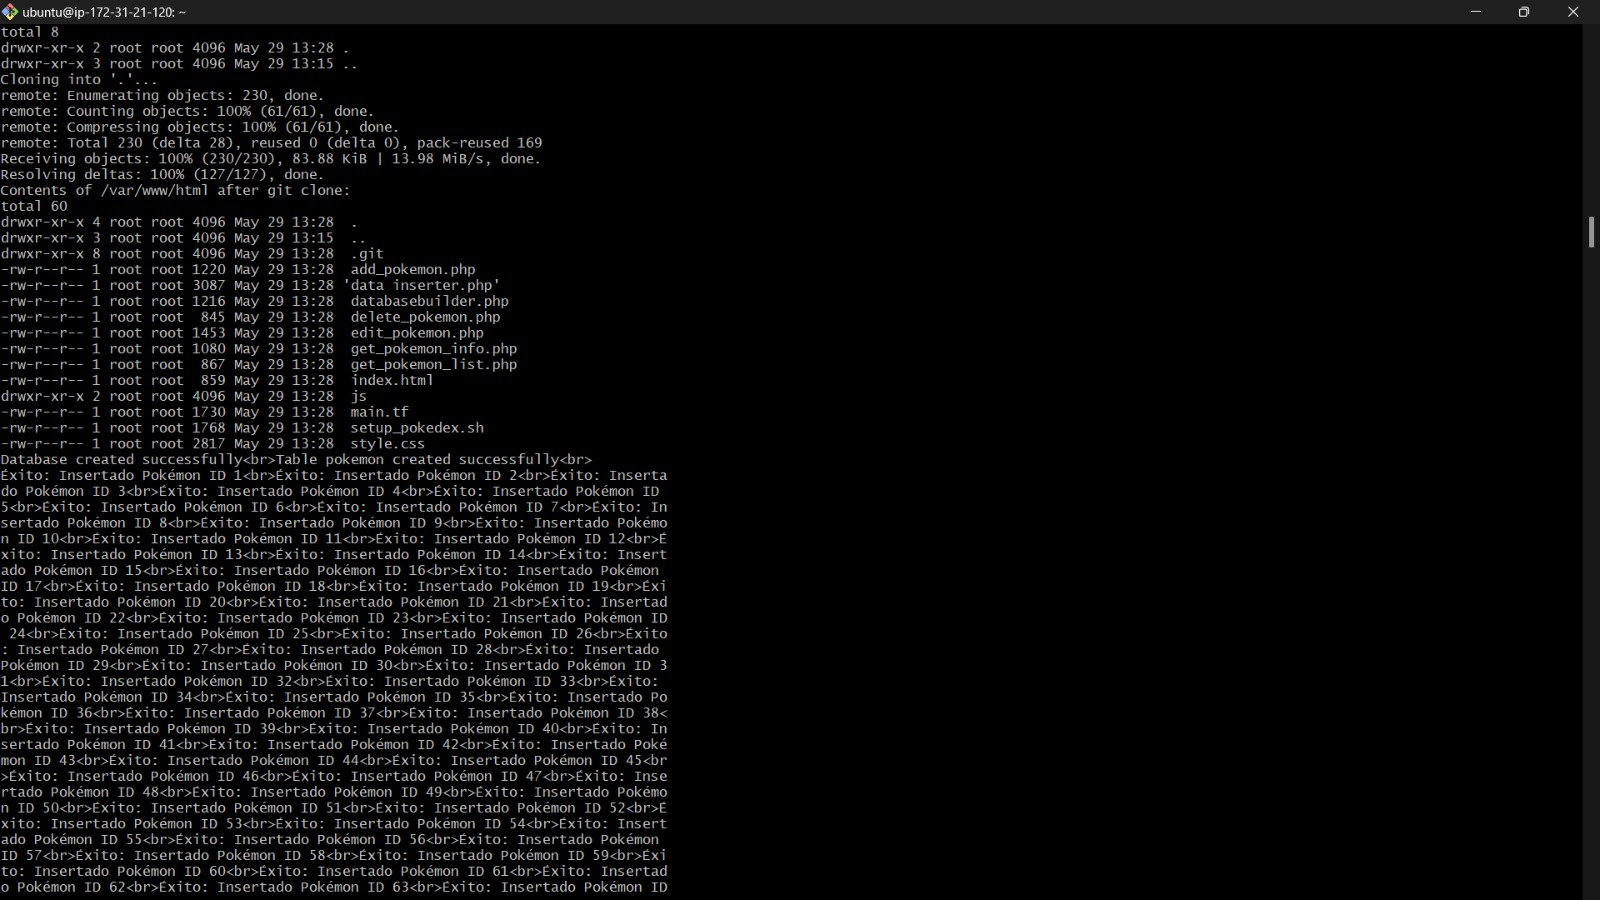 ubuntu@ip-172-31-21-120: ~
total 8
drwxr-xr-x 2 root root 4096 May 29 13:28 .
drwxr-xr-x 3 root root 4096 May 29 13:15 ..
Cloning into '.'...
remote: Enumerating objects: 230, done.
remote: Counting objects: 100% (61/61), done.
remote: Compressing objects: 100% (61/61), done.
remote: Total 230 (delta 28), reused 0 (delta 0), pack-reused 169
Receiving objects: 100% (230/230), 83.88 KiB | 13.98 MiB/s, done.
Resolving deltas: 100% (127/127), done.
Contents of /var/www/html after git clone:
total 60
drwxr-xr-x 4 root root 4096 May 29 13:28  .
drwxr-xr-x 3 root root 4096 May 29 13:15  ..
drwxr-xr-x 8 root root 4096 May 29 13:28  .git
-rw-r--r-- 1 root root 1220 May 29 13:28  add_pokemon.php
-rw-r--r-- 1 root root 3087 May 29 13:28 'data inserter.php'
-rw-r--r-- 1 root root 1216 May 29 13:28  databasebuilder.php
-rw-r--r-- 1 root root  845 May 29 13:28  delete_pokemon.php
-rw-r--r-- 1 root root 1453 May 29 13:28  edit_pokemon.php
-rw-r--r-- 1 root root 1080 May 29 13:28  get_pokemon_info.php
-rw-r--r-- 1 root root  867 May 29 13:28  get_pokemon_list.php
-rw-r--r-- 1 root root  859 May 29 13:28  index.html
drwxr-xr-x 2 root root 4096 May 29 13:28  js
-rw-r--r-- 1 root root 1730 May 29 13:28  main.tf
-rw-r--r-- 1 root root 1768 May 29 13:28  setup_pokedex.sh
-rw-r--r-- 1 root root 2817 May 29 13:28  style.css
Database created successfully<br>Table pokemon created successfully<br>
Éxito: Insertado Pokémon ID 1<br>Éxito: Insertado Pokémon ID 2<br>Éxito: Inserta
do Pokémon ID 3<br>Éxito: Insertado Pokémon ID 4<br>Éxito: Insertado Pokémon ID
5<br>Éxito: Insertado Pokémon ID 6<br>Éxito: Insertado Pokémon ID 7<br>Éxito: In
sertado Pokémon ID 8<br>Éxito: Insertado Pokémon ID 9<br>Éxito: Insertado Pokémo
n ID 10<br>Éxito: Insertado Pokémon ID 11<br>Éxito: Insertado Pokémon ID 12<br>É
xito: Insertado Pokémon ID 13<br>Éxito: Insertado Pokémon ID 14<br>Éxito: Insert
ado Pokémon ID 15<br>Éxito: Insertado Pokémon ID 16<br>Éxito: Insertado Pokémon
ID 17<br>Éxito: Insertado Pokémon ID 18<br>Éxito: Insertado Pokémon ID 19<br>Éxi
to: Insertado Pokémon ID 20<br>Éxito: Insertado Pokémon ID 21<br>Éxito: Insertad
o Pokémon ID 22<br>Éxito: Insertado Pokémon ID 23<br>Éxito: Insertado Pokémon ID
 24<br>Éxito: Insertado Pokémon ID 25<br>Éxito: Insertado Pokémon ID 26<br>Éxito
: Insertado Pokémon ID 27<br>Éxito: Insertado Pokémon ID 28<br>Éxito: Insertado
Pokémon ID 29<br>Éxito: Insertado Pokémon ID 30<br>Éxito: Insertado Pokémon ID 3
1<br>Éxito: Insertado Pokémon ID 32<br>Éxito: Insertado Pokémon ID 33<br>Éxito:
Insertado Pokémon ID 34<br>Éxito: Insertado Pokémon ID 35<br>Éxito: Insertado Po
kémon ID 36<br>Éxito: Insertado Pokémon ID 37<br>Éxito: Insertado Pokémon ID 38<
br>Éxito: Insertado Pokémon ID 39<br>Éxito: Insertado Pokémon ID 40<br>Éxito: In
sertado Pokémon ID 41<br>Éxito: Insertado Pokémon ID 42<br>Éxito: Insertado Poké
mon ID 43<br>Éxito: Insertado Pokémon ID 44<br>Éxito: Insertado Pokémon ID 45<br
>Éxito: Insertado Pokémon ID 46<br>Éxito: Insertado Pokémon ID 47<br>Éxito: Inse
rtado Pokémon ID 48<br>Éxito: Insertado Pokémon ID 49<br>Éxito: Insertado Pokémo
n ID 50<br>Éxito: Insertado Pokémon ID 51<br>Éxito: Insertado Pokémon ID 52<br>É
xito: Insertado Pokémon ID 53<br>Éxito: Insertado Pokémon ID 54<br>Éxito: Insert
ado Pokémon ID 55<br>Éxito: Insertado Pokémon ID 56<br>Éxito: Insertado Pokémon
ID 57<br>Éxito: Insertado Pokémon ID 58<br>Éxito: Insertado Pokémon ID 59<br>Éxi
to: Insertado Pokémon ID 60<br>Éxito: Insertado Pokémon ID 61<br>Éxito: Insertad
o Pokémon ID 62<br>Éxito: Insertado Pokémon ID 63<br>Éxito: Insertado Pokémon ID